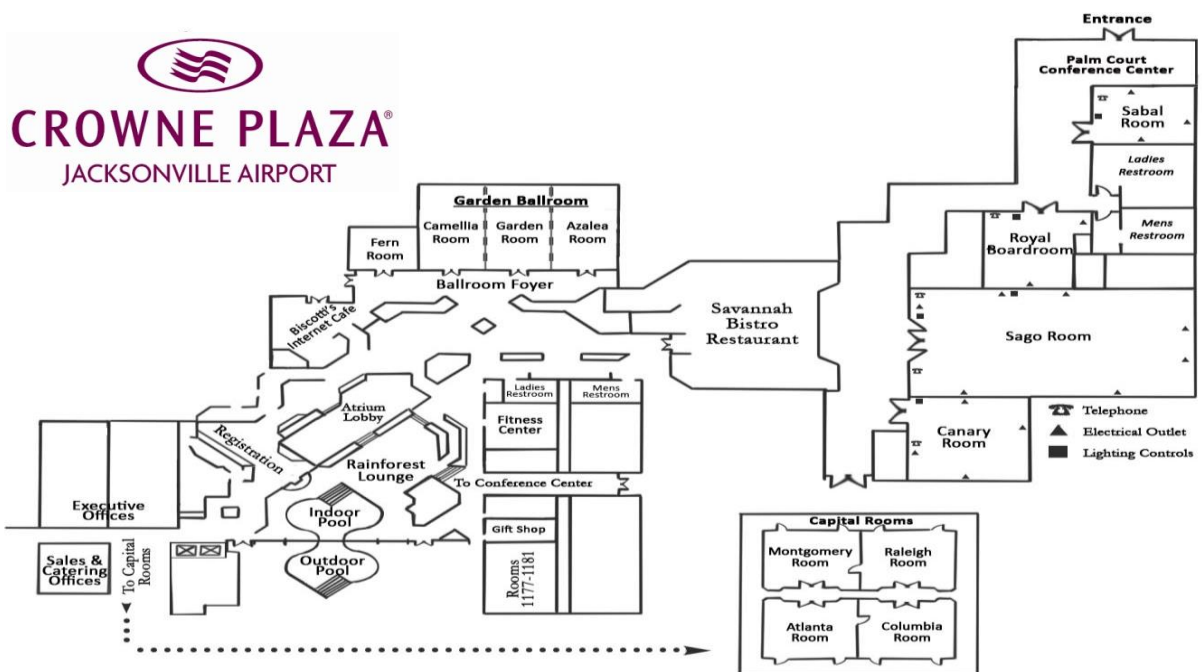 CROWNE PLAZA®
JACKSONVILLE AIRPORT
Entrance
Palm Court
Conference Center
Sabal
Room
Ladies
Restroom
Mens
Restroom
Royal
Boardroom
Garden Ballroom
Camellia
Room
Garden
Room
Azalea
Room
Fern
Room
Ballroom Foyer
Biscotti's
Internet Cafe
Savannah
Bistro
Restaurant
Sago Room
Ladies
Restroom
Mens
Restroom
Atrium
Lobby
Fitness
Center
Registration
Rainforest
Lounge
To Conference Center
Canary
Room
Telephone
Electrical Outlet
Lighting Controls
Executive
Offices
Indoor
Pool
Gift Shop
Outdoor
Pool
Rooms
1177-1181
Sales &
Catering
Offices
To Capital
Rooms
Capital Rooms
Montgomery
Room
Raleigh
Room
Atlanta
Room
Columbia
Room